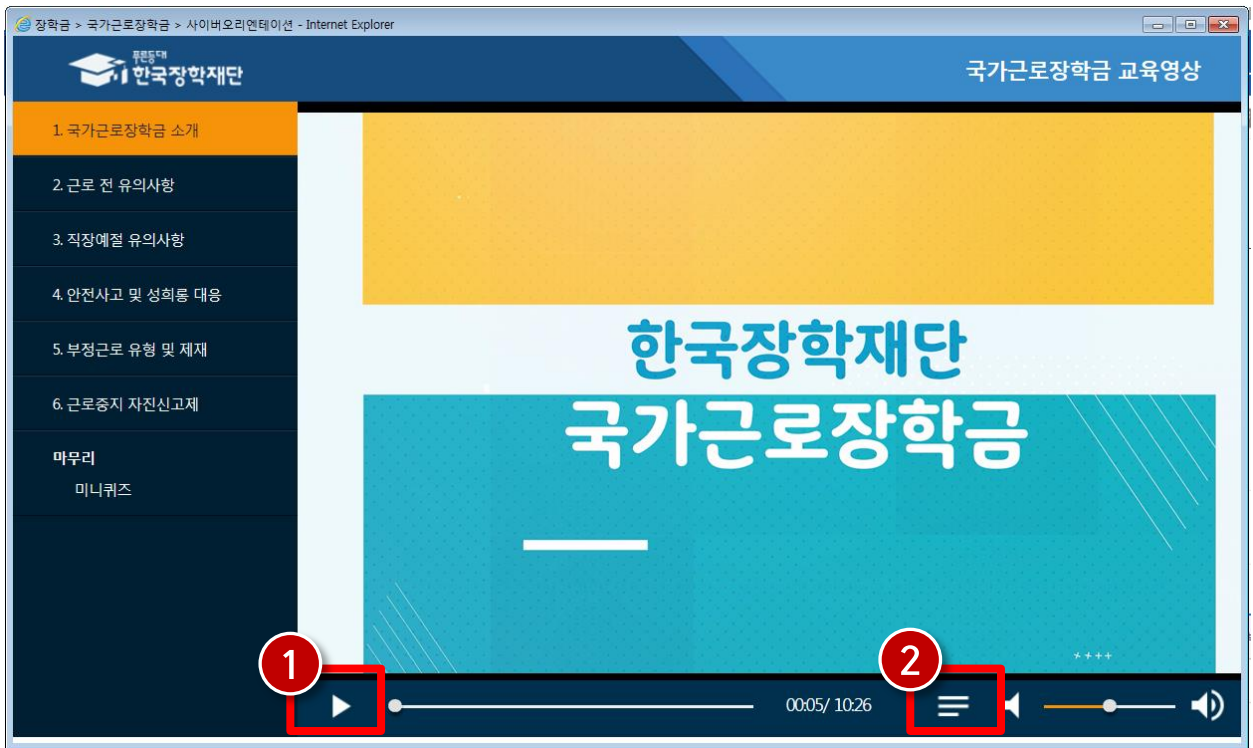 장학금 > 국가근로장학금 > 사이버오리엔테이션 - Internet Explorer
푸른등대
한국장학재단
국가근로장학금 교육영상
1. 국가근로장학금 소개
2. 근로 전 유의사항
3. 직장예절 유의사항
4. 안전사고 및 성희롱 대응
5. 부정근로 유형 및 제재
6. 근로중지 자진신고제
마무리
미니퀴즈
한국장학재단
국가근로장학금
1
2
00:05/ 10:26